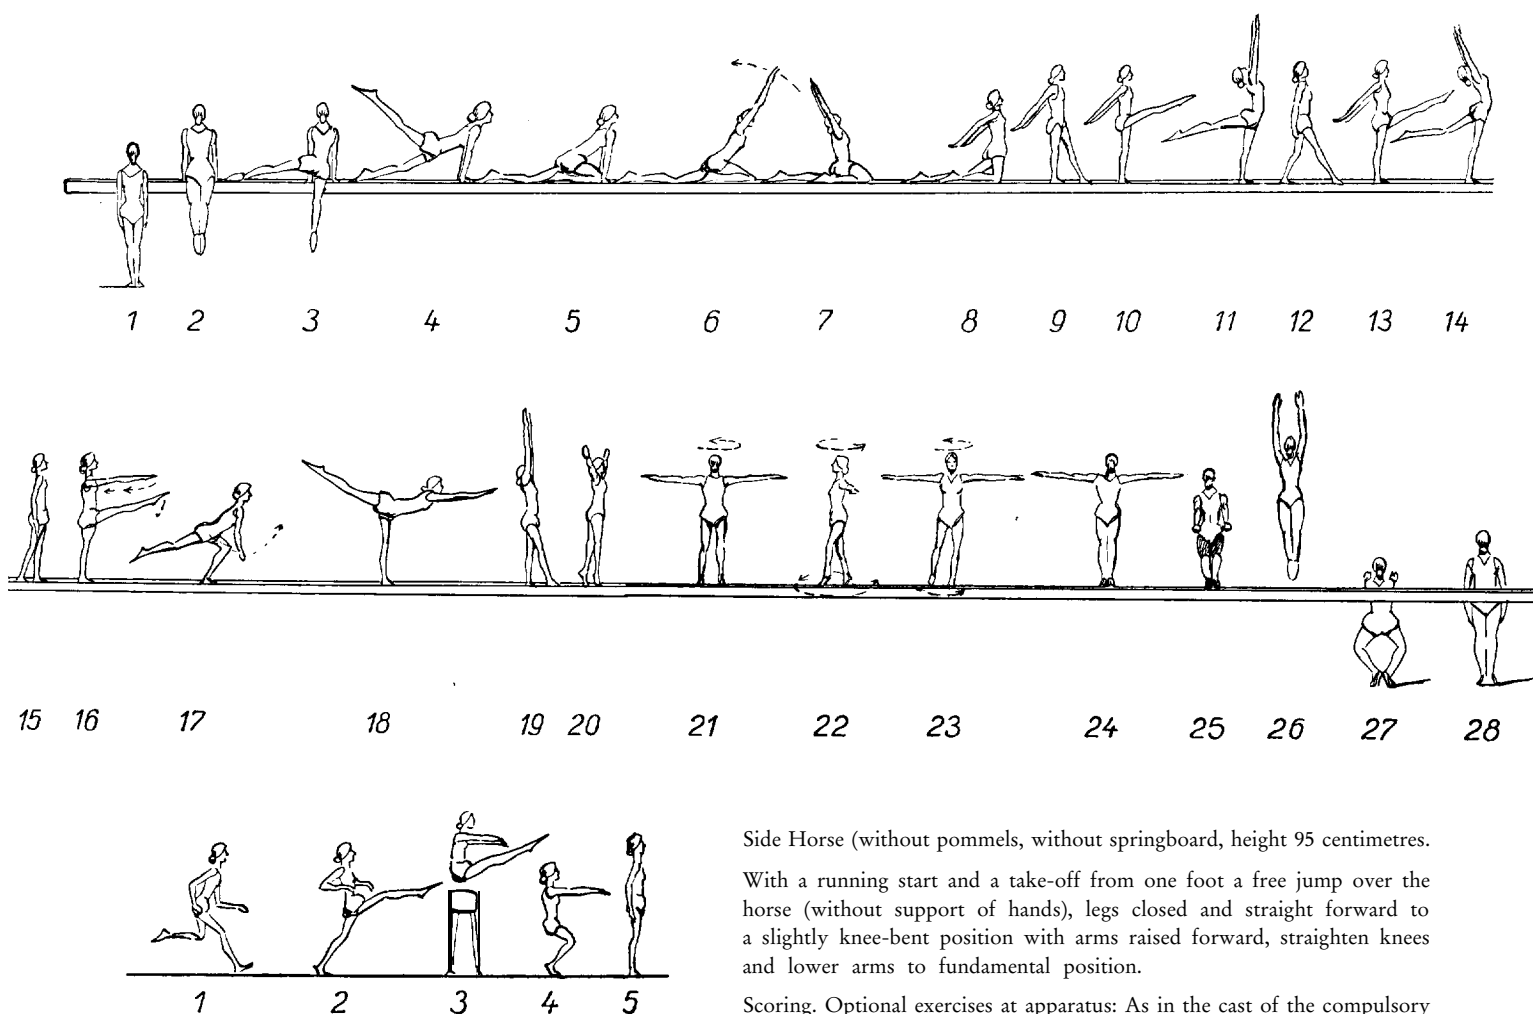 1 2 3 4 5 6 7 8 9 10 11 12 13 14
15 16 17 18 19 20 21 22 23 24 25 26 27 28
1 2 3 4 5
Side Horse (without pommels, without springboard, height 95 centimetres.
With a running start and a take-off from one foot a free jump over the
horse (without support of hands), legs closed and straight forward to
a slightly knee-bent position with arms raised forward, straighten knees
and lower arms to fundamental position.
Scoring. Optional exercises at apparatus: As in the cast of the compulsory